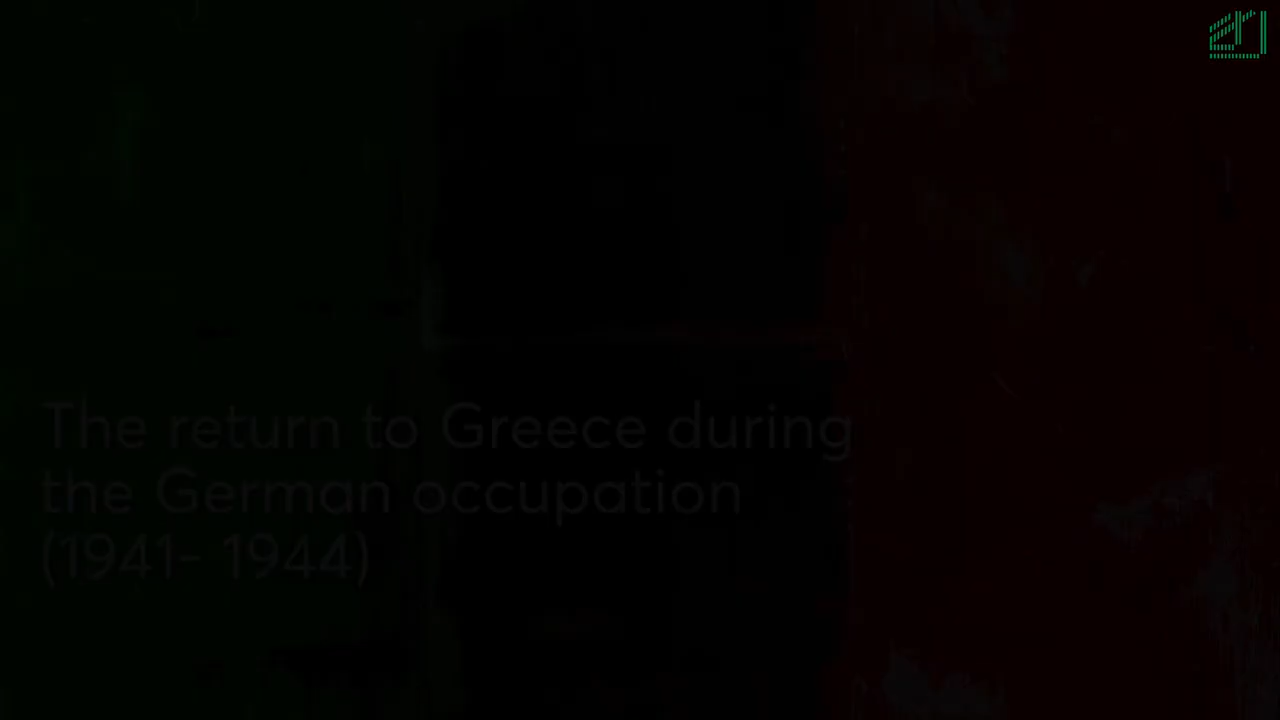 The return to Greece during
the German occupation
(1941- 1944)